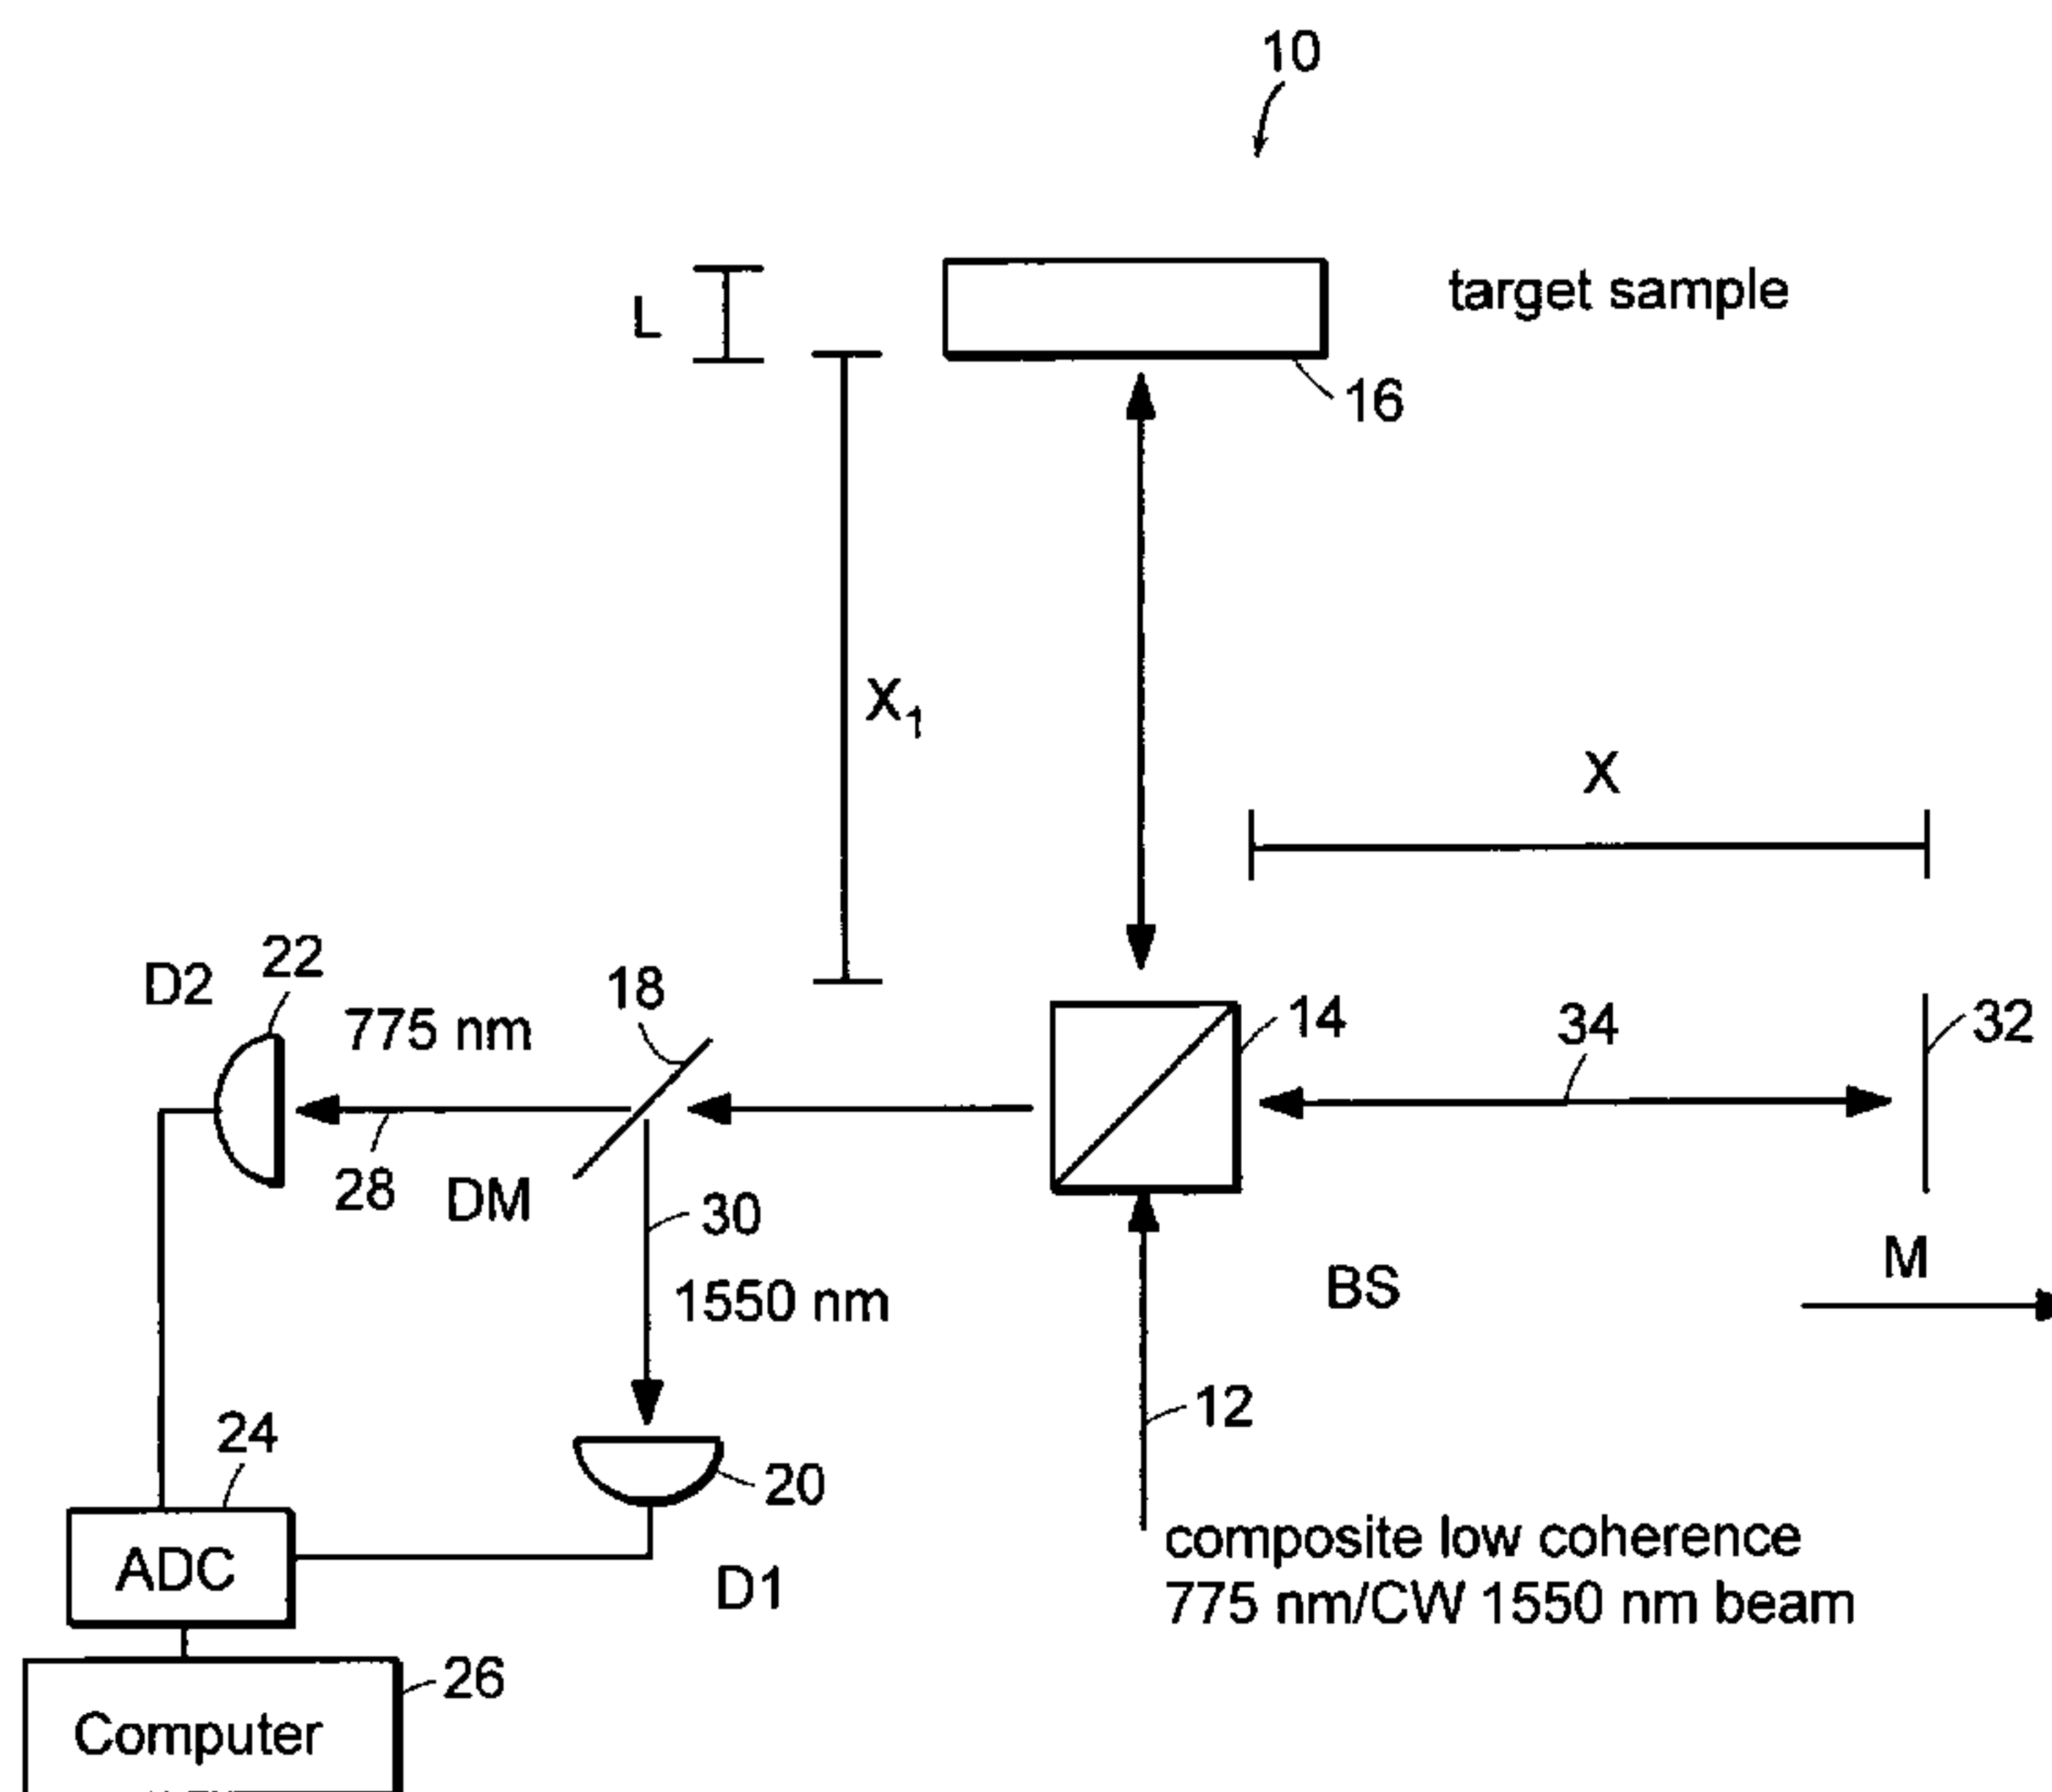 10
L
target sample
16
X1
X
D2
22
775 nm
18
14
34
32
28
DM
30
1550 nm
BS
M
12
24
20
ADC
D1
composite low coherence
775 nm/CW 1550 nm beam
26
Computer